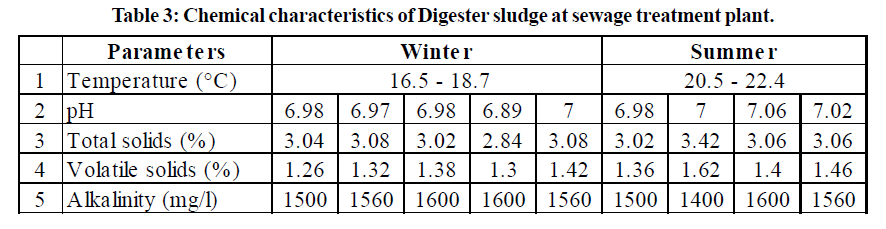 Table 3: Chemical characteristics of Digester sludge at sewage treatment plant.
Parameters Winter Summer
1 Temperature (°C) 16.5 - 18.7 20.5 - 22.4
2 pH 6.98 6.97 6.98 6.89 7 6.98 7 7.06 7.02
3 Total solids (%) 3.04 3.08 3.02 2.84 3.08 3.02 3.42 3.06 3.06
4 Volatile solids (%) 1.26 1.32 1.38 1.3 1.42 1.36 1.62 1.4 1.46
5 Alkalinity (mg/l) 1500 1560 1600 1600 1560 1500 1400 1600 1560